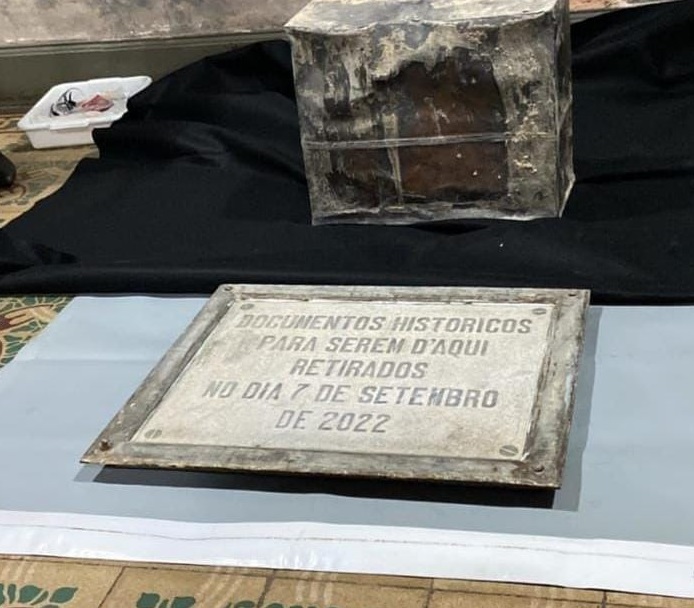 DOCUMENTOS HISTORICOS
PARA SEREM D'AQUI
RETIRADOS
NO DIA 7 DE SETEMBRO
DE 2022